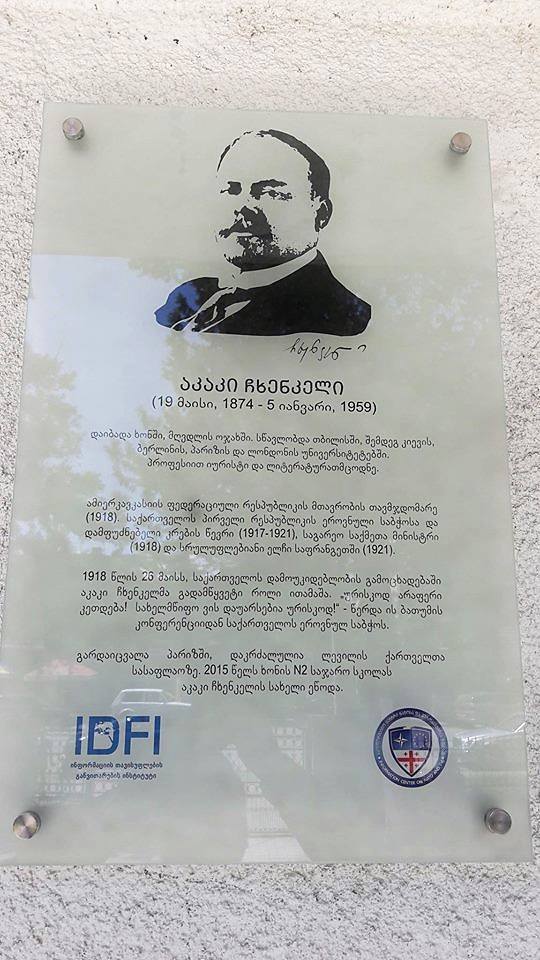 აკაკი ჩხენკელი
(19 მაისი, 1874 - 5 იანვარი, 1959)
დაიბადა ხონში, მღვდლის ოჯახში. სწავლობდა თბილისში, შემდეგ კიევის,
ბერლინის, პარიზის და ლონდონის უნივერსიტეტებში.
პროფესიით იურისტი და ლიტერატურათმცოდნე.
ამიერკავკასიის ფედერაციული რესპუბლიკის მთავრობის თავმჯდომარე
(1918). საქართველოს პირველი რესპუბლიკის ეროვნული საბჭოსა და
დამფუძნებელი კრების წევრი (1917-1921), საგარეო საქმეთა მინისტრი
(1918) და სრულუფლებიანი ელჩი საფრანგეთში (1921).
1918 წლის 26 მაისს, საქართველოს დამოუკიდებლობის გამოცხადებაში
აკაკი ჩხენკელმა გადამწყვეტი როლი ითამაშა. „ურისკოდ არაფერი
კეთდება! სახელმწიფო ვის დაუარსებია ურისკოდ!“ - წერდა ის ბათუმის
კონფერენციიდან საქართველოს ეროვნულ საბჭოს.
გარდაიცვალა პარიზში, დაკრძალულია ლევილის ქართველთა
სასაფლაოზე. 2015 წელს ხონის N2 საჯარო სკოლას
აკაკი ჩხენკელის სახელი ეწოდა.
IDFI
ინფორმაციის თავისუფლების
განვითარების ინსტიტუტი